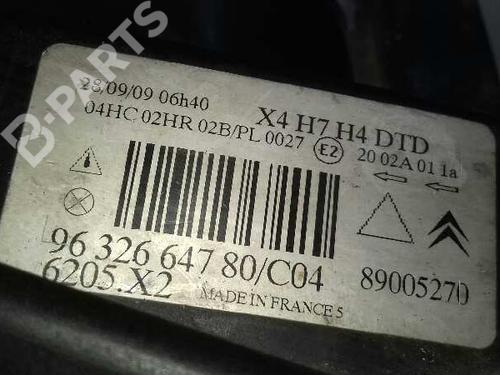 B-PARTS
28/09/09 06h40
X4 H7 H4 DTD
04HC 02HR 02B/PL 0027 E2 20 02A 01 1a
96 326 647 80/C04
89005270
6205.X2 MADE IN FRANCE 5